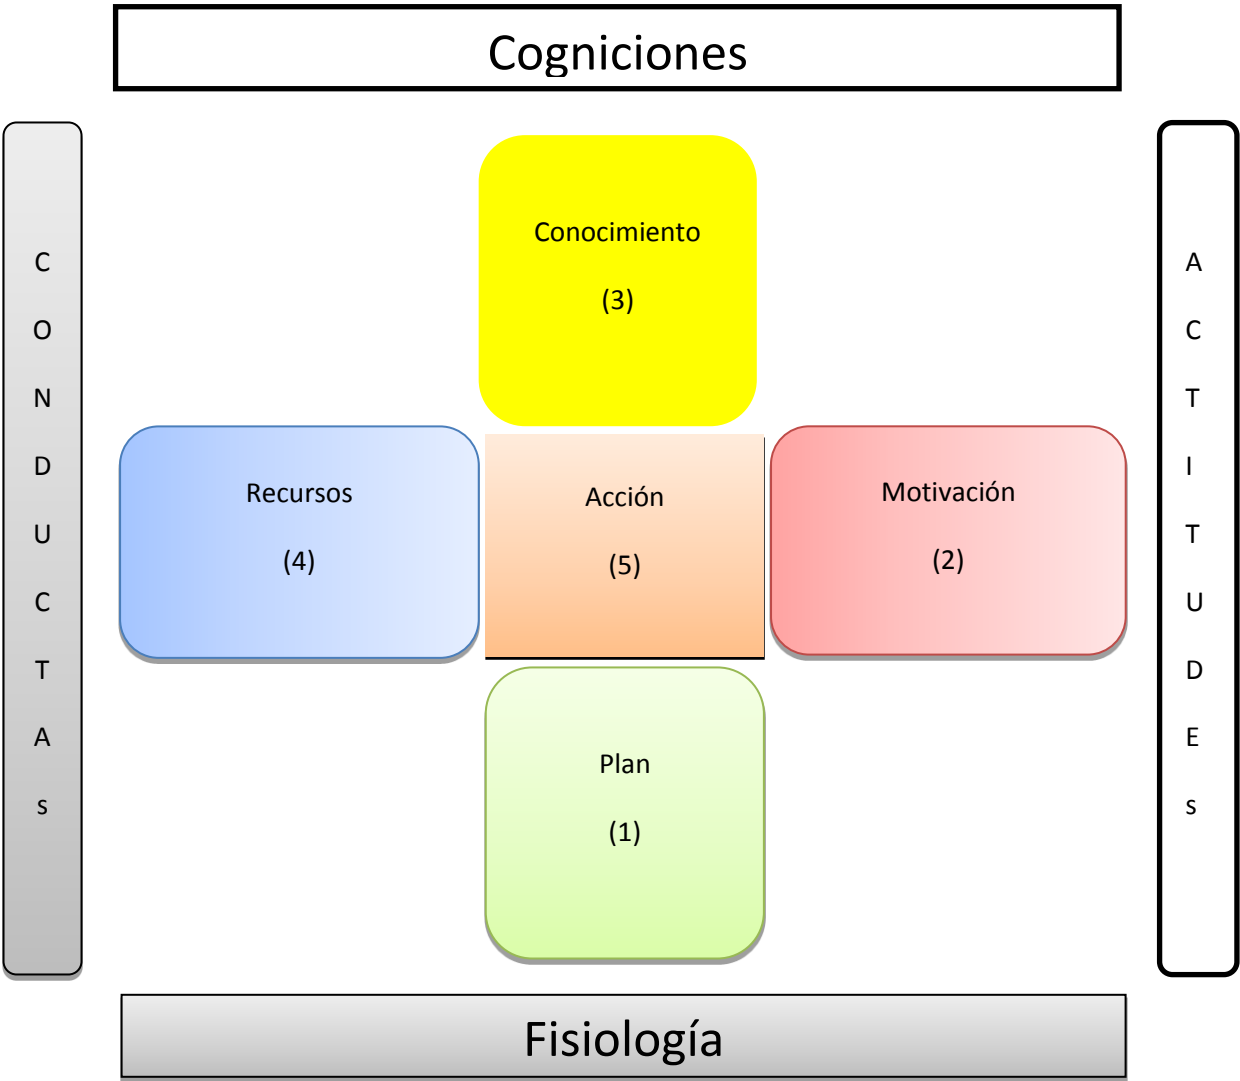 Cogniciones
C
O
N
D
U
C
T
A
s
Conocimiento
(3)
Recursos
(4)
Acción
(5)
Motivación
(2)
Plan
(1)
A
C
T
I
T
U
D
E
s
Fisiología